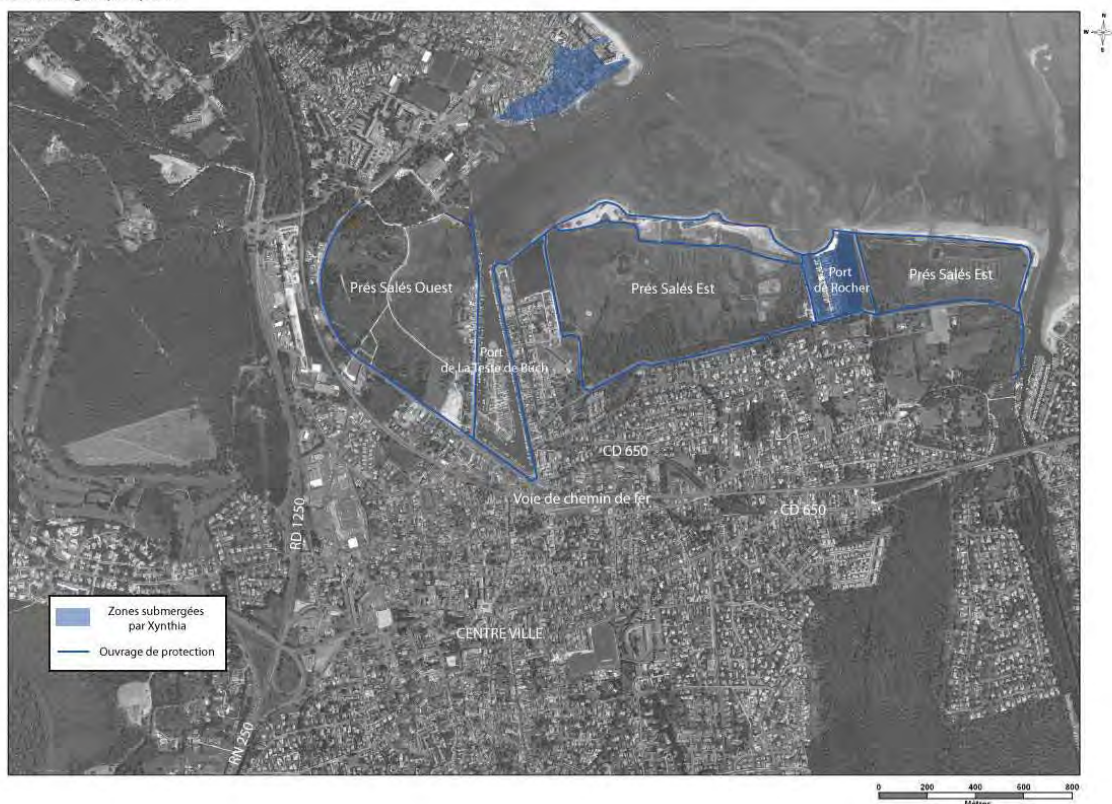 N
W
S
Prés Salés Ouest
Prés Salés Est
Port
de Rocher
Prés Salés Est
Port
de La Teste de Buch
CD 650
Voie de chemin de fer
CD 650
RD 1250
CENTRE VILLE
RN 250
Zones submergées
par Xynthia
Ouvrage de protection
0 200 400 600 800
Mètres